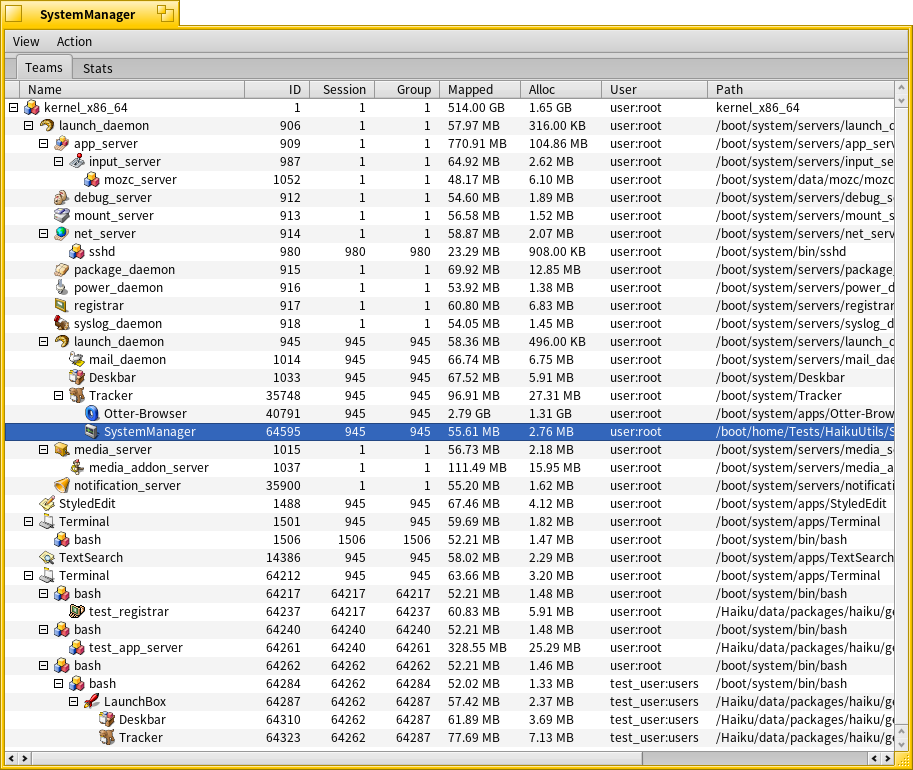 SystemManager
View Action
Teams Stats
Name ID Session Group Mapped Alloc User Path
kernel_x86_64 1 1 1 514.00 GB 1.65 GB user:root kernel_x86_64
launch_daemon 906 1 1 57.97 MB 316.00 KB user:root /boot/system/servers/launch_c
app_server 909 1 1 770.91 MB 104.86 MB user:root /boot/system/servers/app_serv
input_server 987 1 1 64.92 MB 2.62 MB user:root /boot/system/servers/input_se
mozc_server 1052 1 1 48.17 MB 6.10 MB user:root /boot/system/data/mozc/mozc
debug_server 912 1 1 54.60 MB 1.89 MB user:root /boot/system/servers/debug_s
mount_server 913 1 1 56.58 MB 1.52 MB user:root /boot/system/servers/mount_s
net_server 914 1 1 58.87 MB 2.07 MB user:root /boot/system/servers/net_serv
sshd 980 980 980 23.29 MB 908.00 KB user:root /boot/system/bin/sshd
package_daemon 915 1 1 69.92 MB 12.85 MB user:root /boot/system/servers/package_
power_daemon 916 1 1 53.92 MB 1.38 MB user:root /boot/system/servers/power_d
registrar 917 1 1 60.80 MB 6.83 MB user:root /boot/system/servers/registrar
syslog_daemon 918 1 1 54.05 MB 1.45 MB user:root /boot/system/servers/syslog_d
launch_daemon 945 945 945 58.36 MB 496.00 KB user:root /boot/system/servers/launch_c
mail_daemon 1014 945 945 66.74 MB 6.75 MB user:root /boot/system/servers/mail_dae
Deskbar 1033 945 945 67.52 MB 5.91 MB user:root /boot/system/Deskbar
Tracker 35748 945 945 96.91 MB 27.31 MB user:root /boot/system/Tracker
Otter-Browser 40791 945 945 2.79 GB 1.31 GB user:root /boot/system/apps/Otter-Brow
SystemManager 64595 945 945 55.61 MB 2.76 MB user:root /boot/home/Tests/HaikuUtils/S
media_server 1015 945 945 56.73 MB 2.18 MB user:root /boot/system/servers/media_s
media_addon_server 1037 945 945 111.49 MB 15.95 MB user:root /boot/system/servers/media_a
notification_server 35900 1 1 55.20 MB 1.62 MB user:root /boot/system/servers/notificati
StyledEdit 1488 945 945 67.46 MB 4.12 MB user:root /boot/system/apps/StyledEdit
Terminal 1501 945 945 59.69 MB 1.82 MB user:root /boot/system/apps/Terminal
bash 1506 1506 1506 52.21 MB 1.47 MB user:root /boot/system/bin/bash
TextSearch 14386 945 945 58.02 MB 2.29 MB user:root /boot/system/apps/TextSearch
Terminal 64212 945 945 63.66 MB 3.20 MB user:root /boot/system/apps/Terminal
bash 64217 64217 64217 52.21 MB 1.48 MB user:root /boot/system/bin/bash
test_registrar 64237 64217 64237 60.83 MB 5.91 MB user:root /Haiku/data/packages/haiku/ge
bash 64240 64240 64240 52.21 MB 1.48 MB user:root /boot/system/bin/bash
test_app_server 64261 64240 64261 328.55 MB 25.29 MB user:root /Haiku/data/packages/haiku/ge
bash 64262 64262 64262 52.21 MB 1.46 MB user:root /boot/system/bin/bash
bash 64284 64262 64284 52.02 MB 1.33 MB test_user:users /boot/system/bin/bash
LaunchBox 64287 64262 64287 57.42 MB 2.37 MB test_user:users /Haiku/data/packages/haiku/ge
Deskbar 64310 64262 64287 61.89 MB 3.69 MB test_user:users /Haiku/data/packages/haiku/ge
Tracker 64323 64262 64287 77.69 MB 7.13 MB test_user:users /Haiku/data/packages/haiku/ge